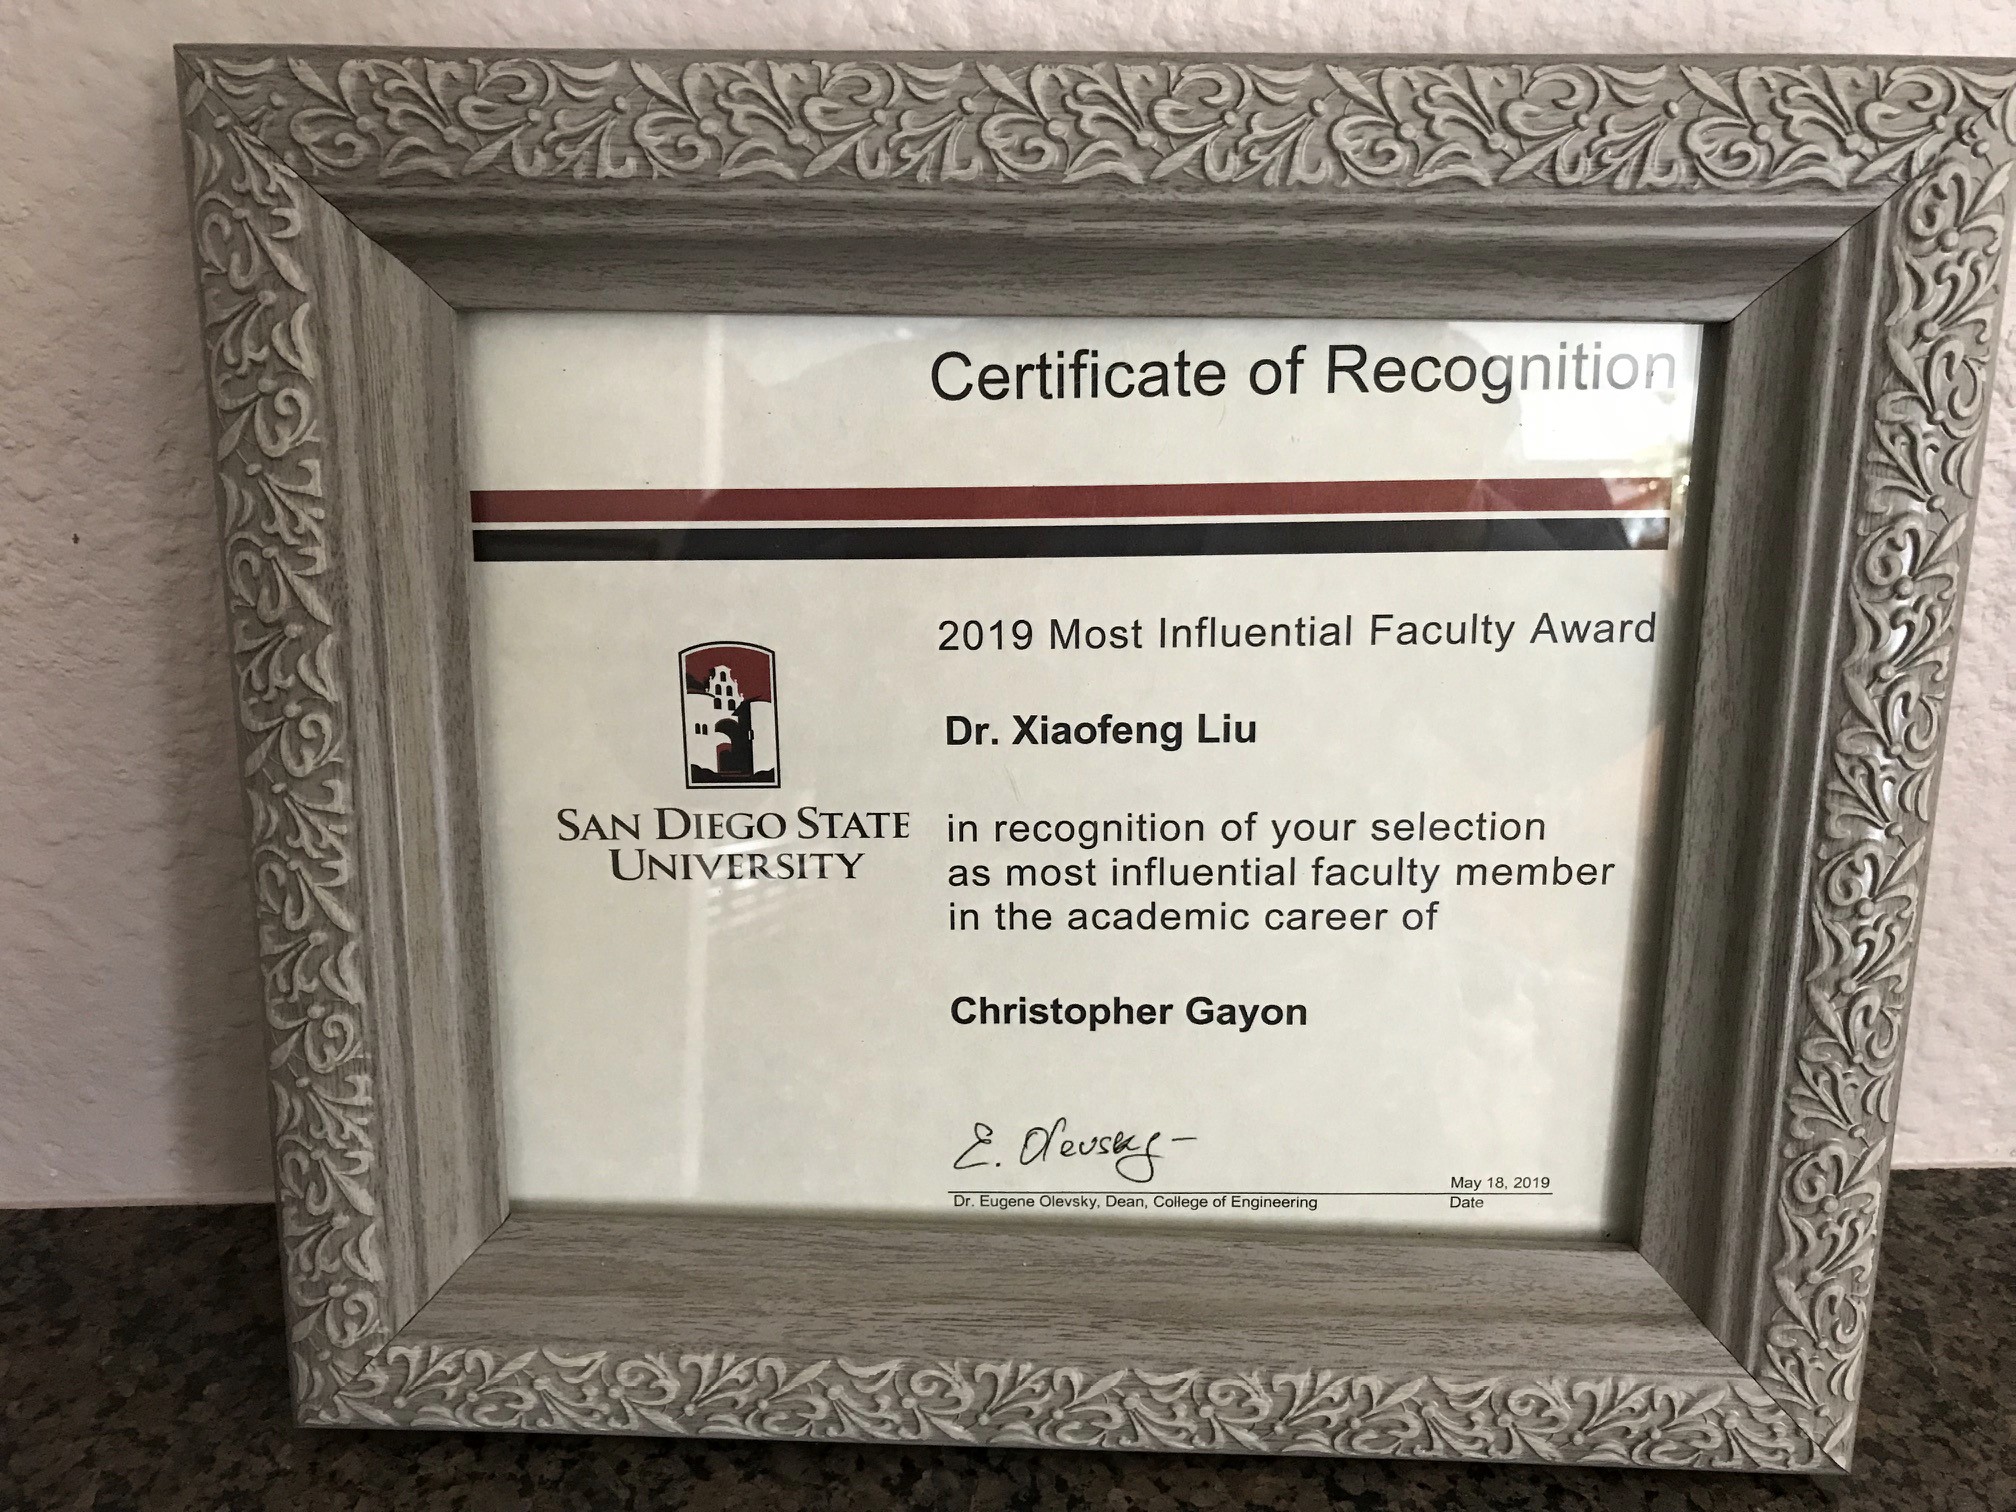 Certificate of Recognition
2019 Most Influential Faculty Award
Dr. Xiaofeng Liu
SAN DIEGO STATE
UNIVERSITY
in recognition of your selection
as most influential faculty member
in the academic career of
Christopher Gayon
E. Olevsky
May 18, 2019
Dr. Eugene Olevsky, Dean, College of Engineering
Date